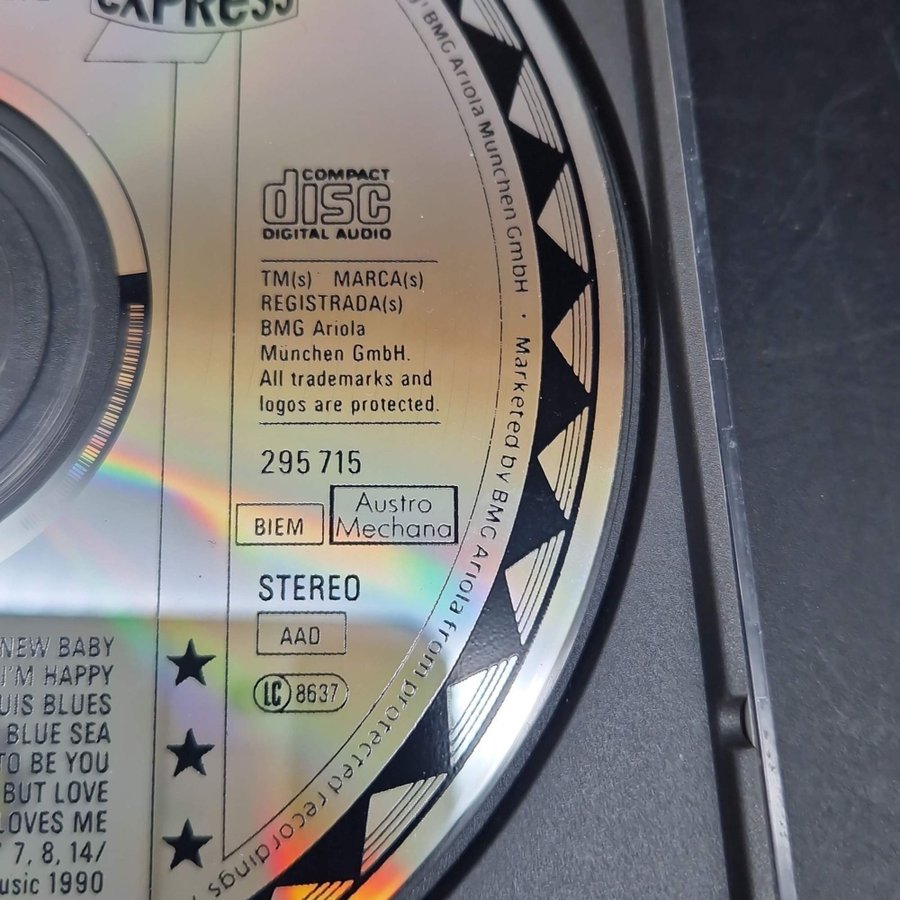 express
COMPACT
disc
DIGITAL AUDIO
TM(s) MARCA(s)
REGISTRADA(s)
BMG Ariola
München GmbH.
All trademarks and
logos are protected.
295 715
BIEM
Austro
Mechana
STEREO
AAD
LC 8637
NEW BABY
I'M HAPPY
UIS BLUES
BLUE SEA
TO BE YOU
BUT LOVE
LOVES ME
7, 8, 14/
usic 1990
BMG Ariola München GmbH · Marketed by BMG Ariola from protected recordings